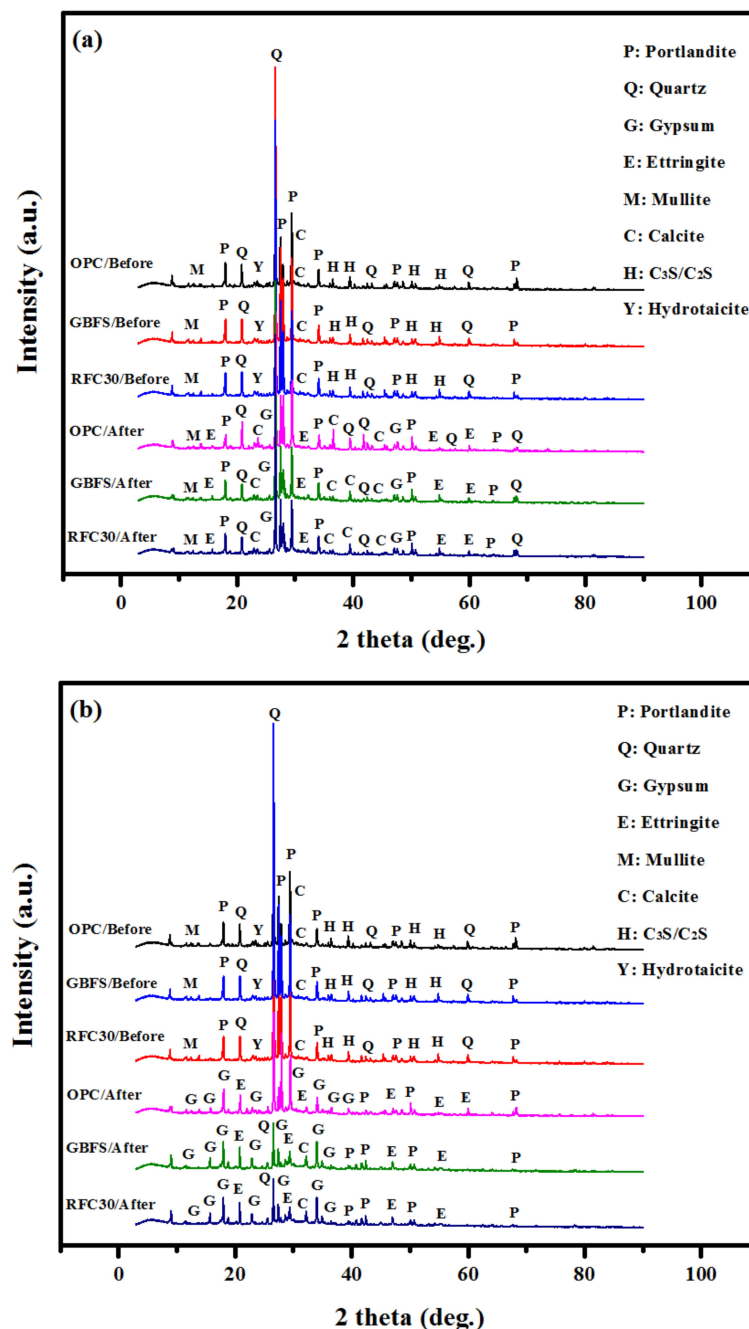 (a)
Q
P: Portlandite
Q: Quartz
G: Gypsum
E: Ettringite
M: Mullite
C: Calcite
H: C3S/C2S
Y: Hydrotaicite
P
P C
OPC/Before M P Q Y C P H H Q P H H Q P
GBFS/Before M P Q Y C P H H Q P H H Q P
RFC30/Before M P Q Y C P H H Q P H H Q P
OPC/After M E P Q C G E P C Q Q C G P E Q E P Q
GBFS/After M E P Q C G E P C C Q C G P E E P Q
RFC30/After M E P Q C G E P C C Q C G P E E P Q
Intensity (a.u.)
0 20 40 60 80 100
2 theta (deg.)
(b)
Q
P: Portlandite
Q: Quartz
G: Gypsum
E: Ettringite
M: Mullite
C: Calcite
H: C3S/C2S
Y: Hydrotaicite
P
P C
OPC/Before M P Q Y C P H H Q P H H Q P
GBFS/Before M P Q Y C P H H Q P H H Q P
RFC30/Before M P Q Y C P H H Q P H H Q P
OPC/After G G G E G G E G G G E P E E P
GBFS/After G G G E G Q G E C G G P P E P E P
RFC30/After G G G E G Q G E C G G P P E P E P
Intensity (a.u.)
0 20 40 60 80 100
2 theta (deg.)